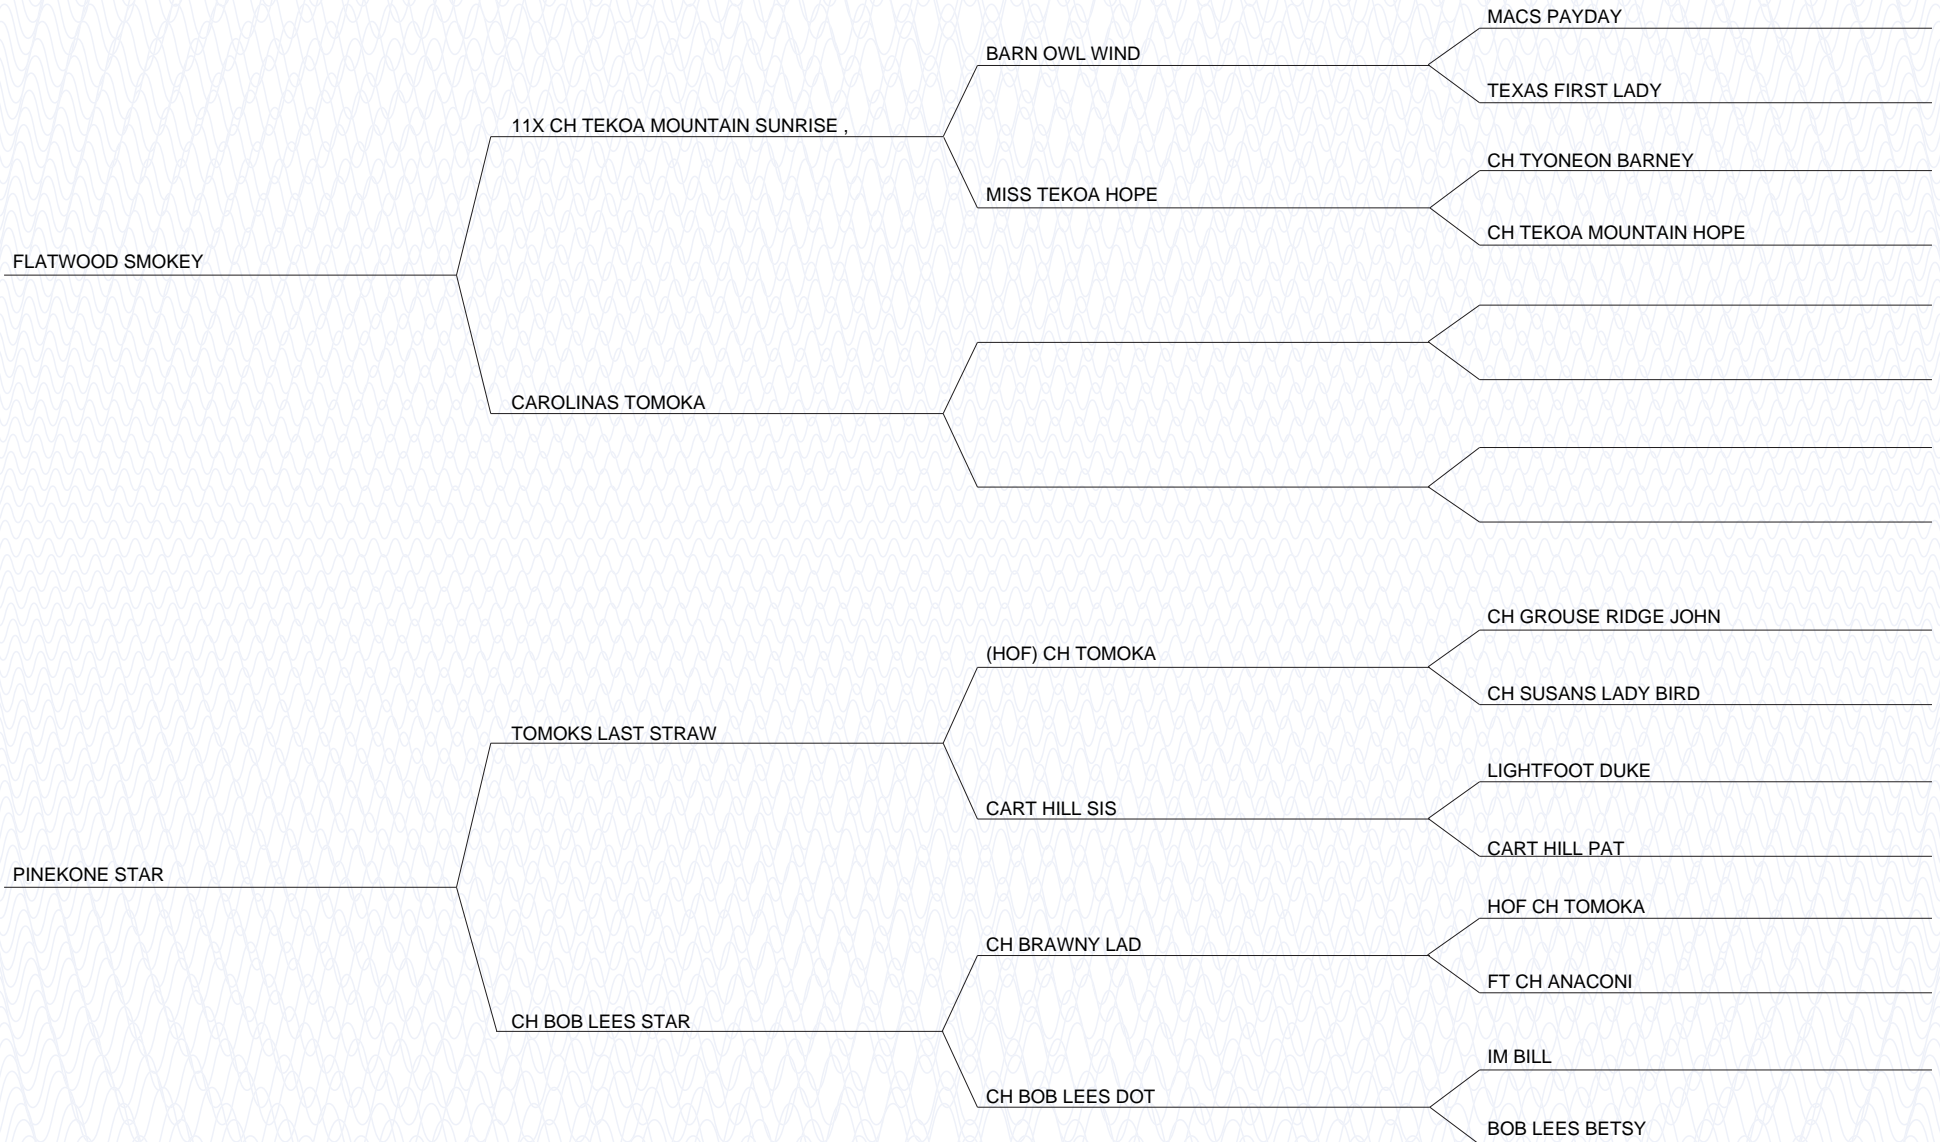 MACS PAYDAY
BARN OWL WIND
TEXAS FIRST LADY
11X CH TEKOA MOUNTAIN SUNRISE ,
CH TYONEON BARNEY
MISS TEKOA HOPE
CH TEKOA MOUNTAIN HOPE
FLATWOOD SMOKEY
CAROLINAS TOMOKA
CH GROUSE RIDGE JOHN
(HOF) CH TOMOKA
CH SUSANS LADY BIRD
TOMOKS LAST STRAW
LIGHTFOOT DUKE
CART HILL SIS
CART HILL PAT
PINEKONE STAR
HOF CH TOMOKA
CH BRAWNY LAD
FT CH ANACONI
CH BOB LEES STAR
IM BILL
CH BOB LEES DOT
BOB LEES BETSY